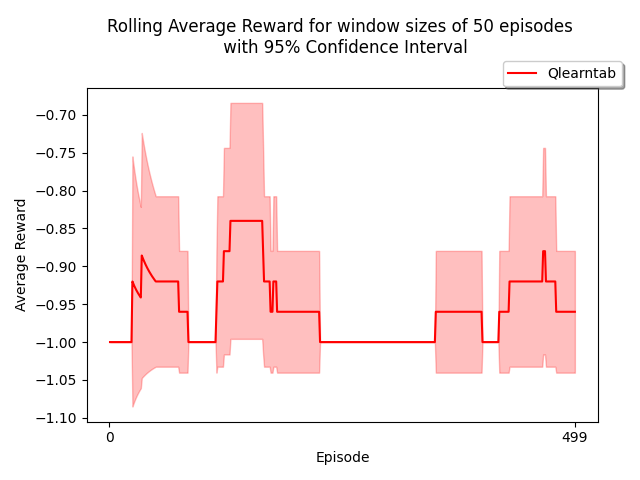 Rolling Average Reward for window sizes of 50 episodes
with 95% Confidence Interval
Qlearntab
−0.70
−0.75
−0.80
−0.85
−0.90
−0.95
−1.00
−1.05
−1.10
Average Reward
0
499
Episode